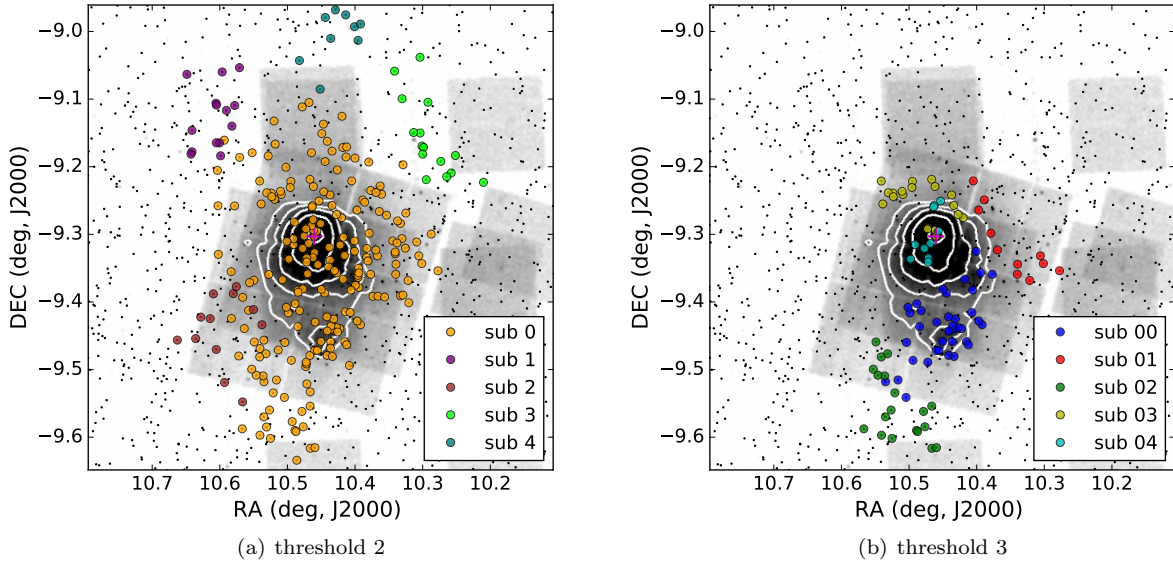 −9.0
−9.1
−9.2
−9.3
−9.4
−9.5
−9.6
DEC (deg, J2000)
10.7 10.6 10.5 10.4 10.3 10.2
RA (deg, J2000)
sub 0
sub 1
sub 2
sub 3
sub 4
(a) threshold 2
−9.0
−9.1
−9.2
−9.3
−9.4
−9.5
−9.6
DEC (deg, J2000)
10.7 10.6 10.5 10.4 10.3 10.2
RA (deg, J2000)
sub 00
sub 01
sub 02
sub 03
sub 04
(b) threshold 3